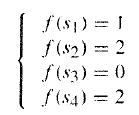 f(s₁) = 1
f(s₂) = 2
f(s₃) = 0
f(s₄) = 2